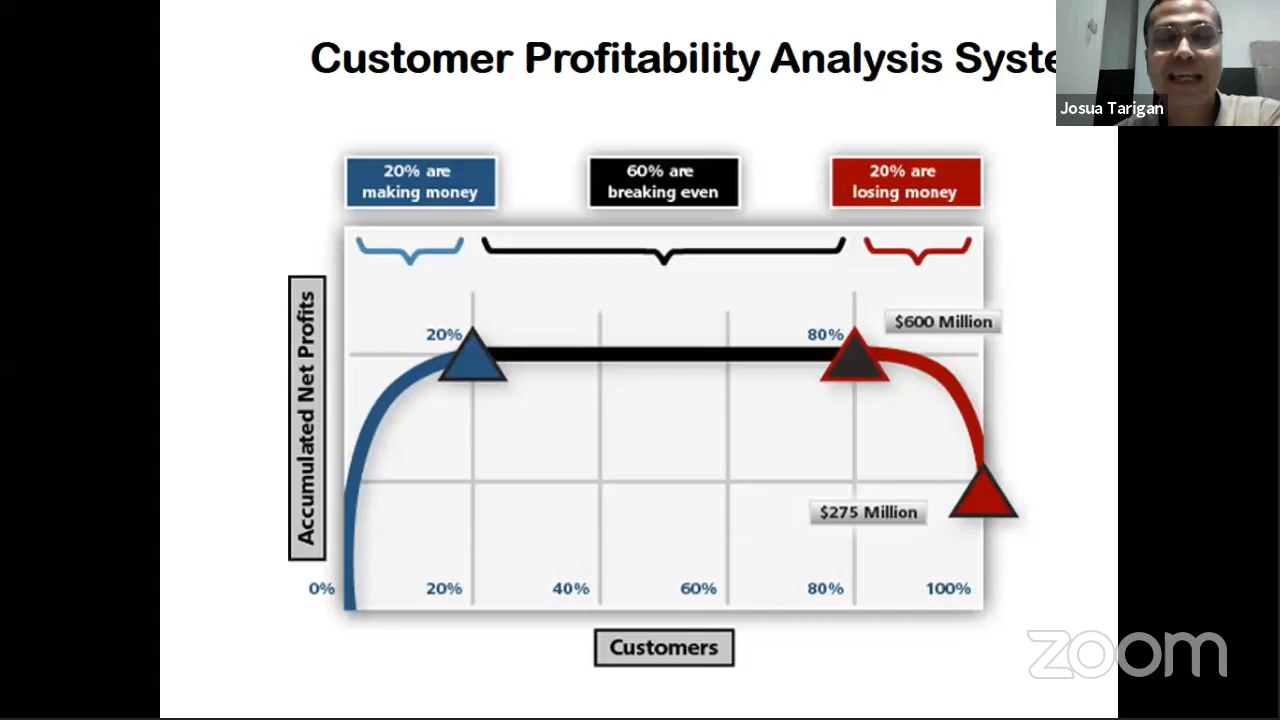 Customer Profitability Analysis Syste
Josua Tarigan
20% are
making money
60% are
breaking even
20% are
losing money
Accumulated Net Profits
20%
80%
$600 Million
$275 Million
0%
20%
40%
60%
80%
100%
Customers
zoom